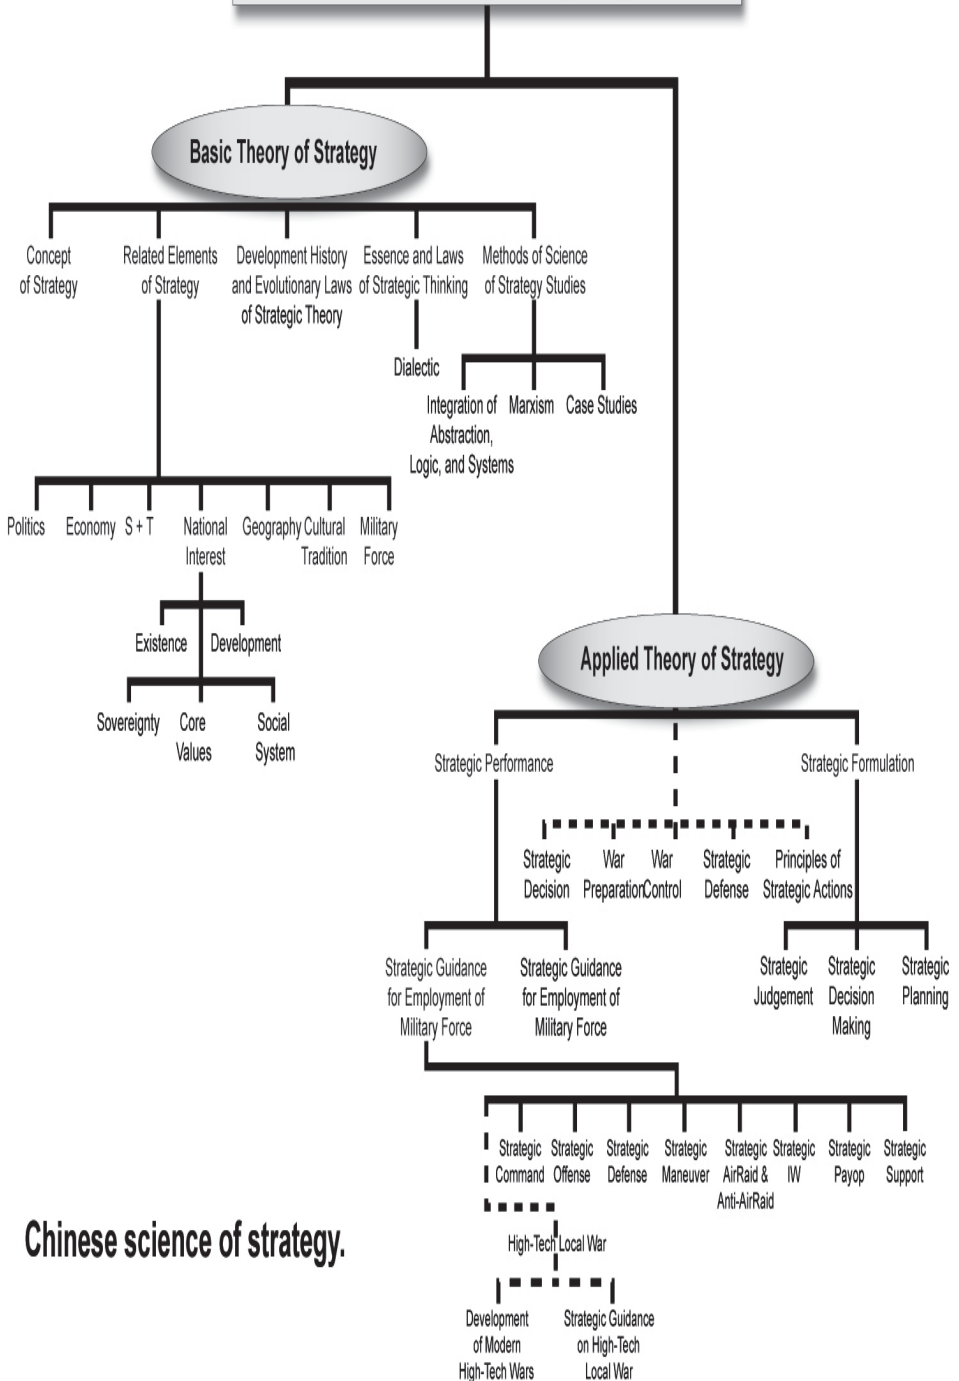 Basic Theory of Strategy
Concept
of Strategy
Related Elements
of Strategy
Development History
and Evolutionary Laws
of Strategic Theory
Essence and Laws
of Strategic Thinking
Methods of Science
of Strategy Studies
Dialectic
Integration of
Abstraction,
Logic, and Systems
Marxism
Case Studies
Politics
Economy
S + T
National
Interest
Geography
Cultural
Tradition
Military
Force
Existence
Development
Sovereignty
Core
Values
Social
System
Applied Theory of Strategy
Strategic Performance
Strategic Formulation
Strategic
Decision
War
Preparation
War
Control
Strategic
Defense
Principles of
Strategic Actions
Strategic Guidance
for Employment of
Military Force
Strategic Guidance
for Employment of
Military Force
Strategic
Judgement
Strategic
Decision
Making
Strategic
Planning
Strategic
Command
Strategic
Offense
Strategic
Defense
Strategic
Maneuver
Strategic
AirRaid &
Anti-AirRaid
Strategic
IW
Strategic
Payop
Strategic
Support
High-Tech Local War
Development
of Modern
High-Tech Wars
Strategic Guidance
on High-Tech
Local War
Chinese science of strategy.